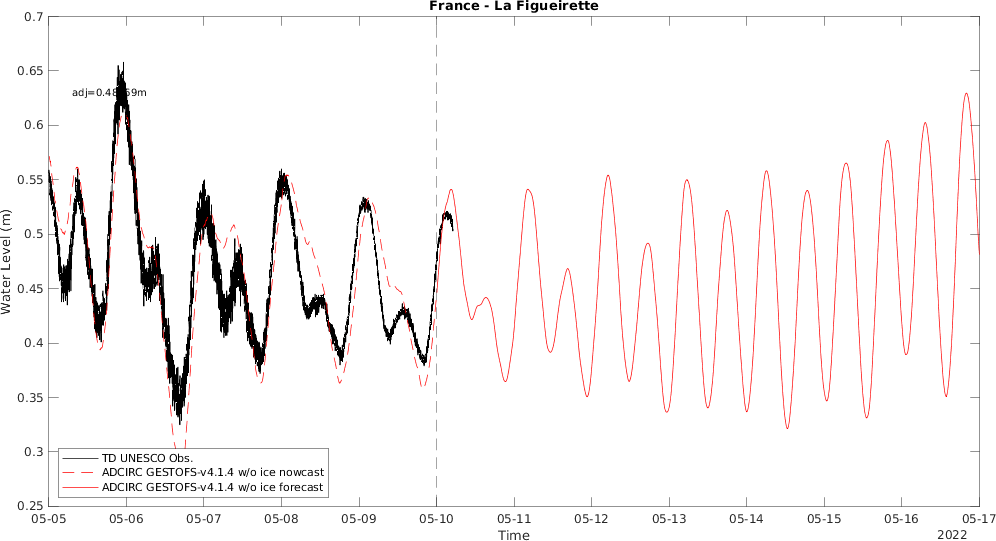 France - La Figueirette
0.7
0.65
0.6
0.55
0.5
0.45
0.4
0.35
0.3
0.25
Water Level (m)
TD UNESCO Obs.
ADCIRC GESTOFS-v4.1.4 w/o ice nowcast
ADCIRC GESTOFS-v4.1.4 w/o ice forecast
05-05 05-06 05-07 05-08 05-09 05-10 05-11 05-12 05-13 05-14 05-15 05-16 05-17
Time
2022